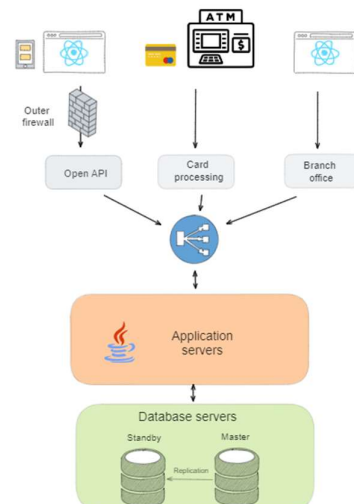 ATM
$
Outer
firewall
Open API
Card
processing
Branch
office
Application
servers
Database servers
Standby
Master
Replication